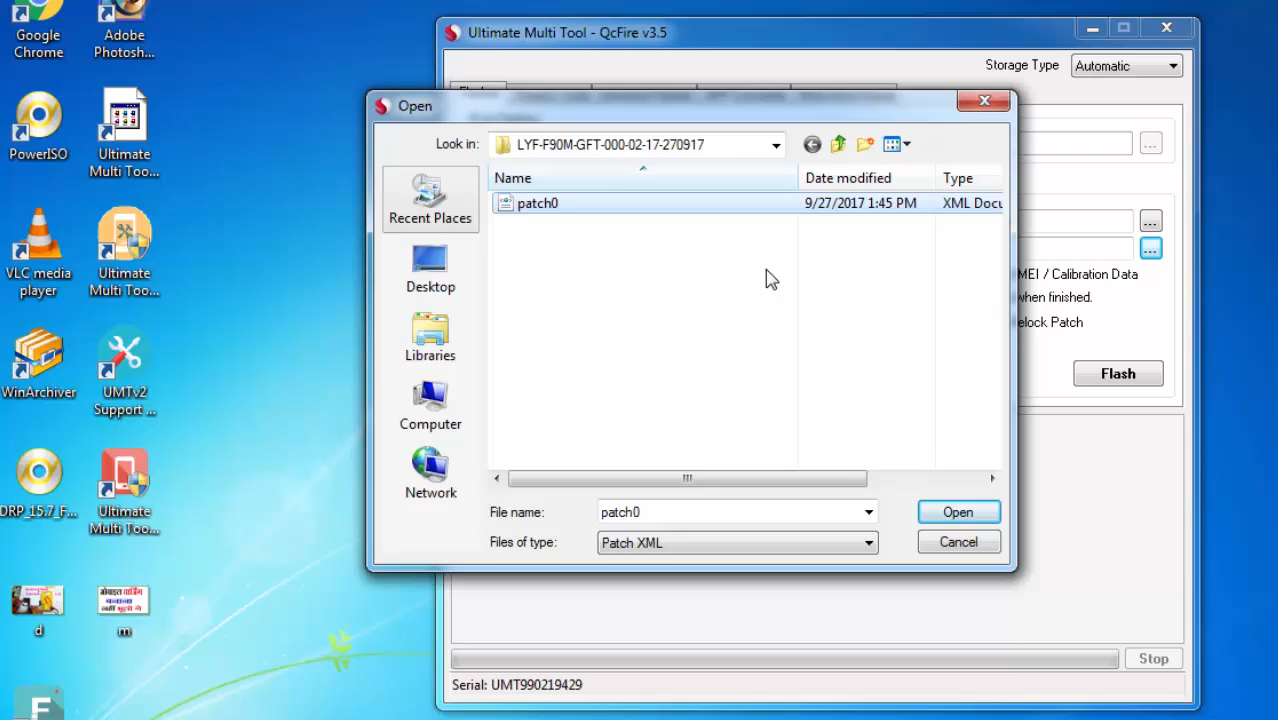 Google
Chrome
Adobe
Photosh...
PowerISO
Ultimate
Multi Too...
VLC media
player
Ultimate
Multi Too...
WinArchiver
UMTv2
Support ...
DRP_15.7_F...
Ultimate
Multi Too...
मोबाइल चार्जिंग
नहीं भूलो गे
d
m
F
Ultimate Multi Tool - QcFire v3.5
Storage Type
Automatic
Open
Look in:
LYF-F90M-GFT-000-02-17-270917
Name
Date modified
Type
patch0
9/27/2017 1:45 PM
XML Docu
Recent Places
Desktop
Libraries
Computer
Network
File name:
patch0
Open
Files of type:
Patch XML
Cancel
...
...
...
MEI / Calibration Data
when finished.
elock Patch
Flash
Stop
Serial: UMT990219429